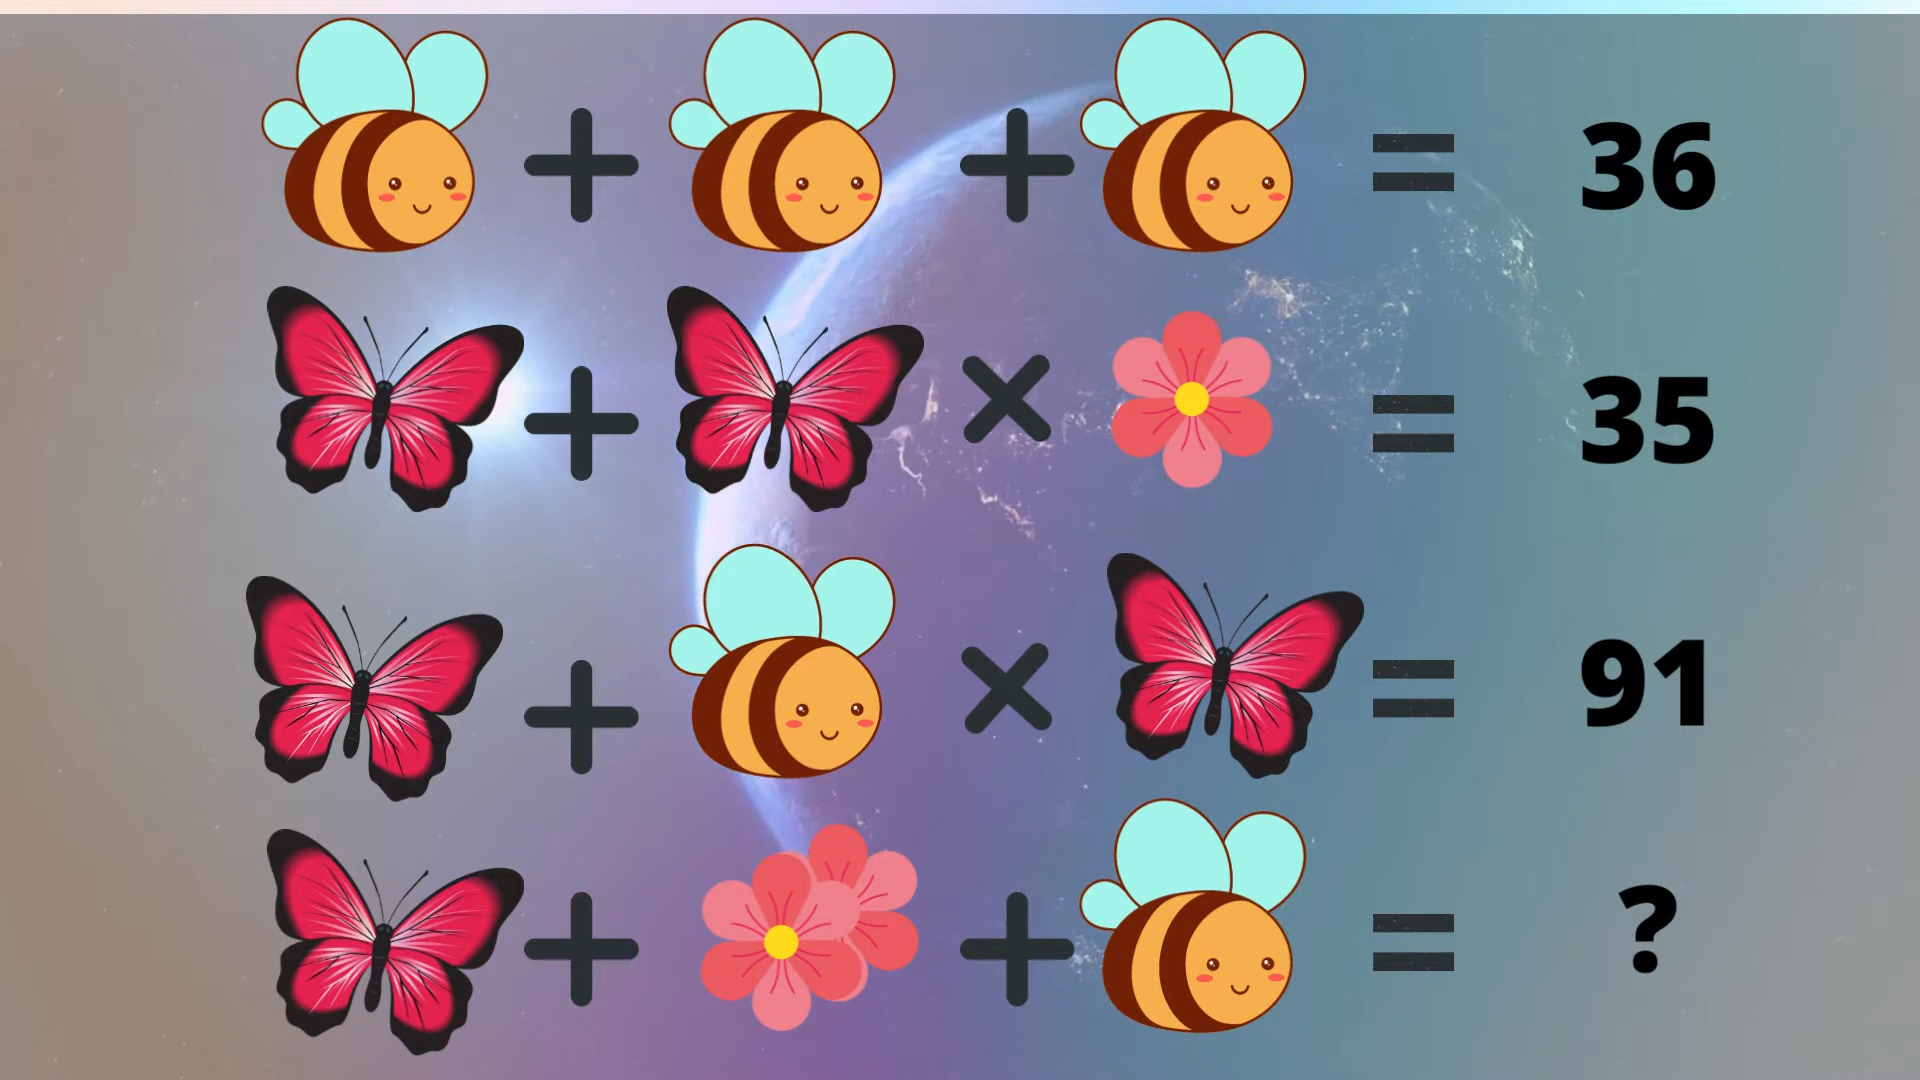 + + = 36
+ × = 35
+ × = 91
+ + = ?